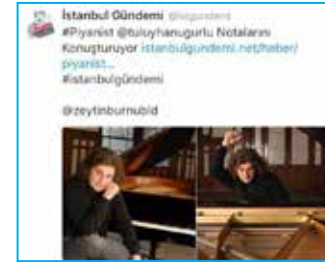 İstanbul Gündemi
#Piyanist @tuluyhanugurlu Notalarını
Konuşturuyor istanbulgundemi.net/haber/
piyanist...
#istanbulgündemi
@zeytinburnubld